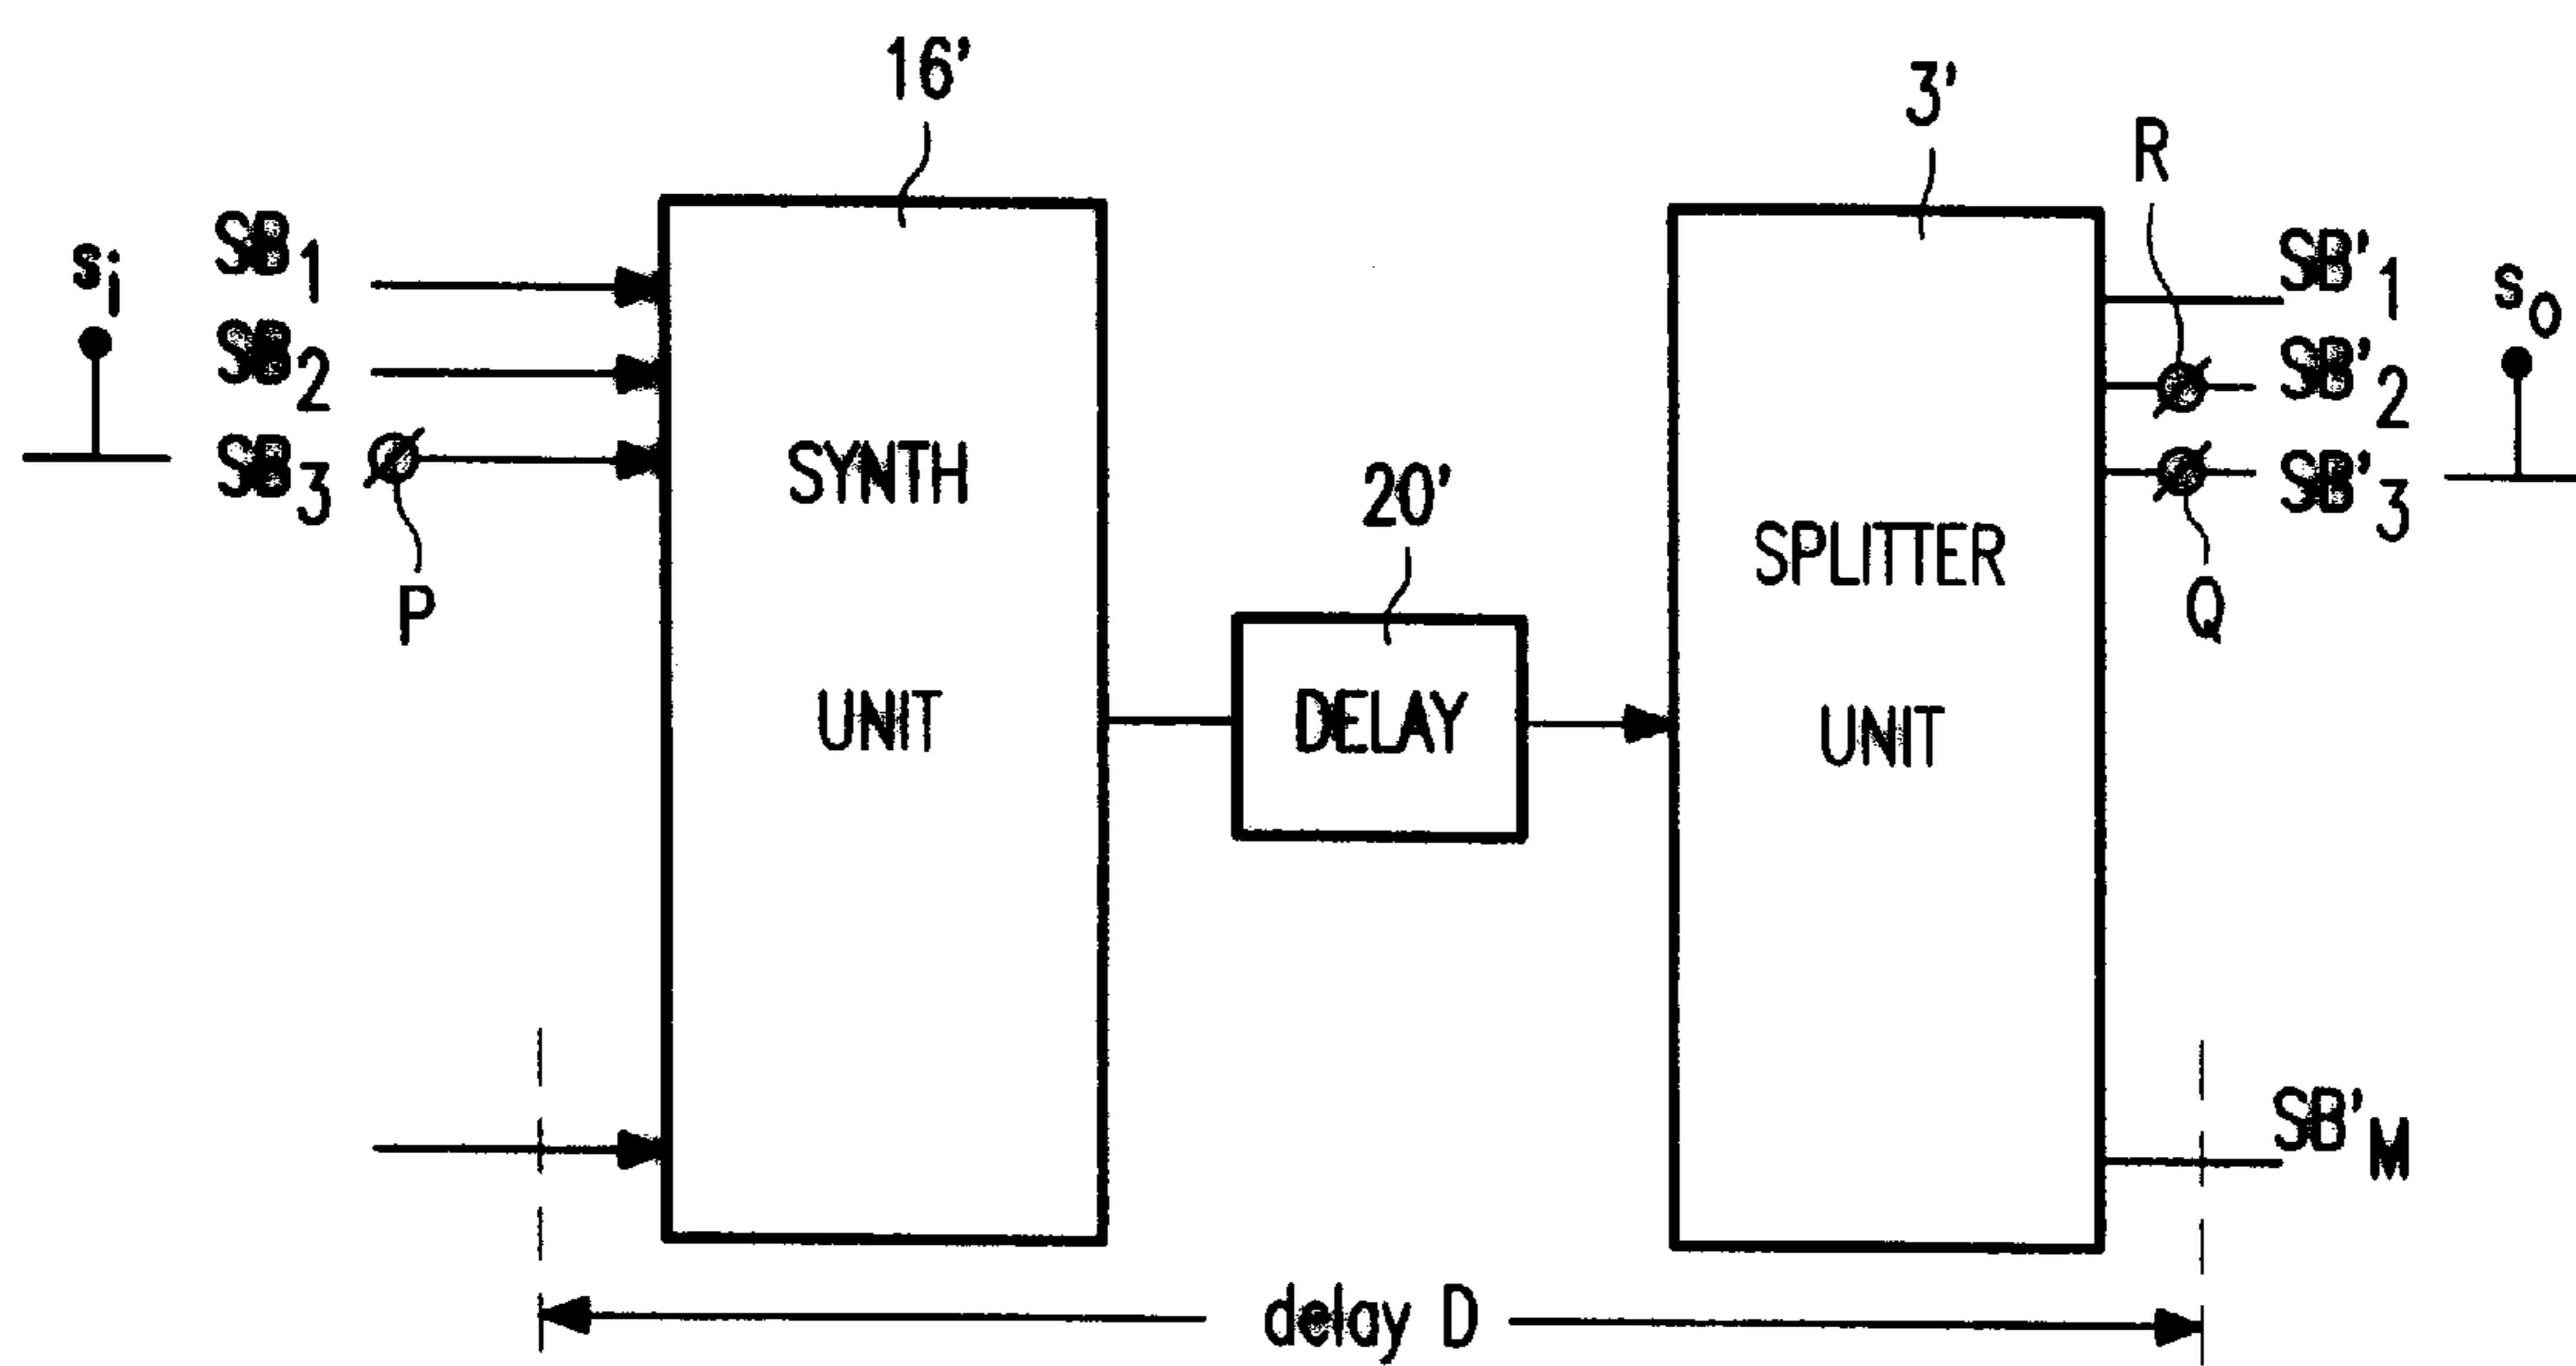 16'
3'
R
s_i
SB_1
SB'_1
s_o
SB_2
SB'_2
SB_3
SB'_3
P
SYNTH
UNIT
20'
DELAY
SPLITTER
UNIT
Q
SB'_M
delay D